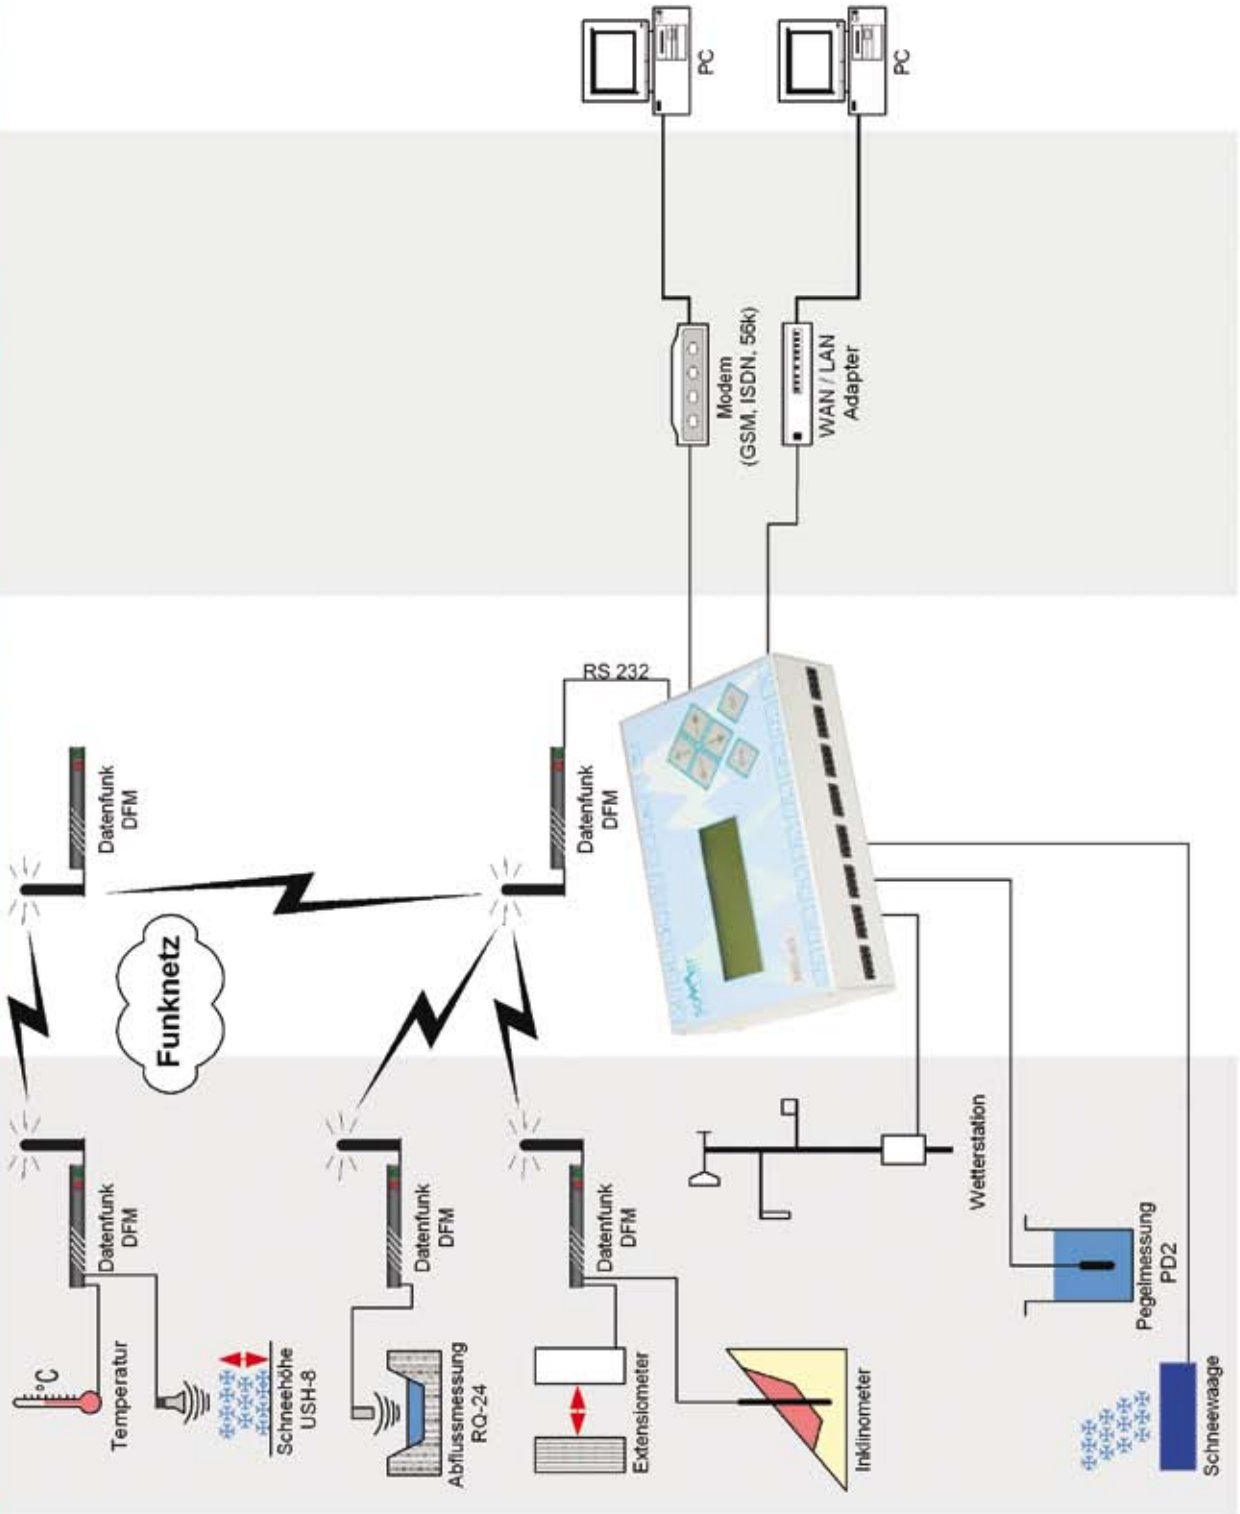 °C
Temperatur
Schneehöhe
USH-8
Abflussmessung
RQ-24
Extensiometer
Inklinometer
Schneewaage
Pegelmessung
PD2
Wetterstation
Datenfunk
DFM
Datenfunk
DFM
Datenfunk
DFM
Funknetz
Datenfunk
DFM
Datenfunk
DFM
RS 232
SOMMER
Modem
(GSM, ISDN, 56k)
WAN / LAN
Adapter
PC
PC